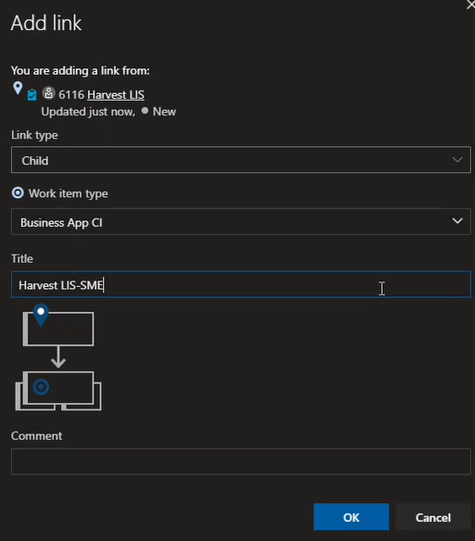 Add link
You are adding a link from:
6116 Harvest LIS
Updated just now, New
Link type
Child
Work item type
Business App CI
Title
Harvest LIS-SME
Comment
OK Cancel